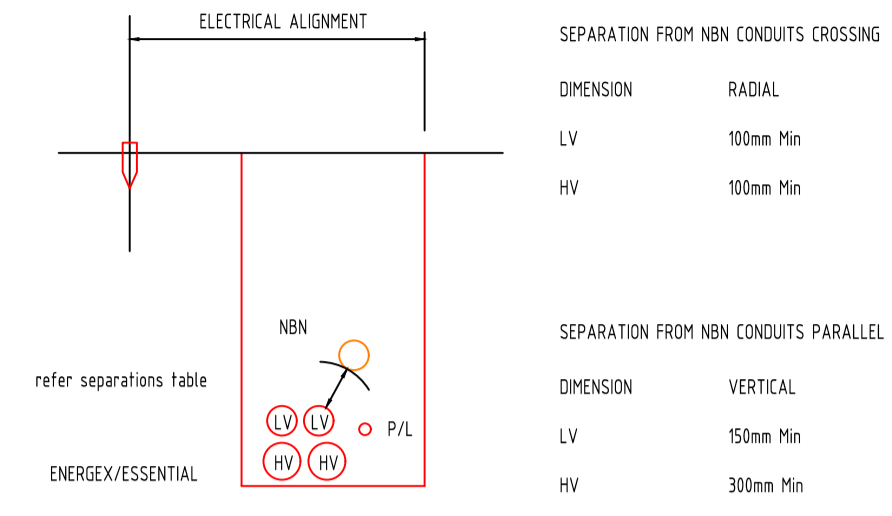 ELECTRICAL ALIGNMENT
NBN
refer separations table
LV LV
P/L
HV HV
ENERGEX/ESSENTIAL
SEPARATION FROM NBN CONDUITS CROSSING
DIMENSION RADIAL
LV 100mm Min
HV 100mm Min
SEPARATION FROM NBN CONDUITS PARALLEL
DIMENSION VERTICAL
LV 150mm Min
HV 300mm Min